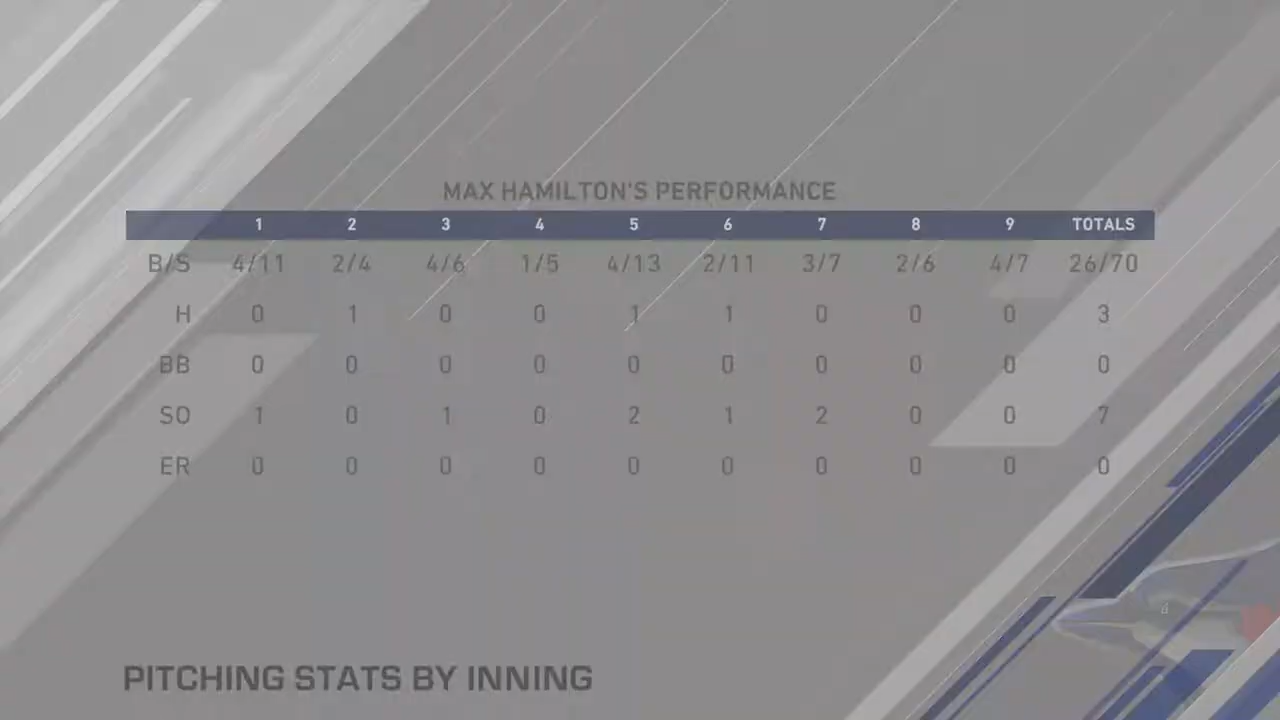 MAX HAMILTON'S PERFORMANCE
1 2 3 4 5 6 7 8 9 TOTALS
B/S 4/11 2/4 4/6 1/5 4/13 2/11 3/7 2/6 4/7 26/70
H 0 1 0 0 1 1 0 0 0 3
BB 0 0 0 0 0 0 0 0 0 0
SO 1 0 1 0 2 1 2 0 0 7
ER 0 0 0 0 0 0 0 0 0 0
PITCHING STATS BY INNING